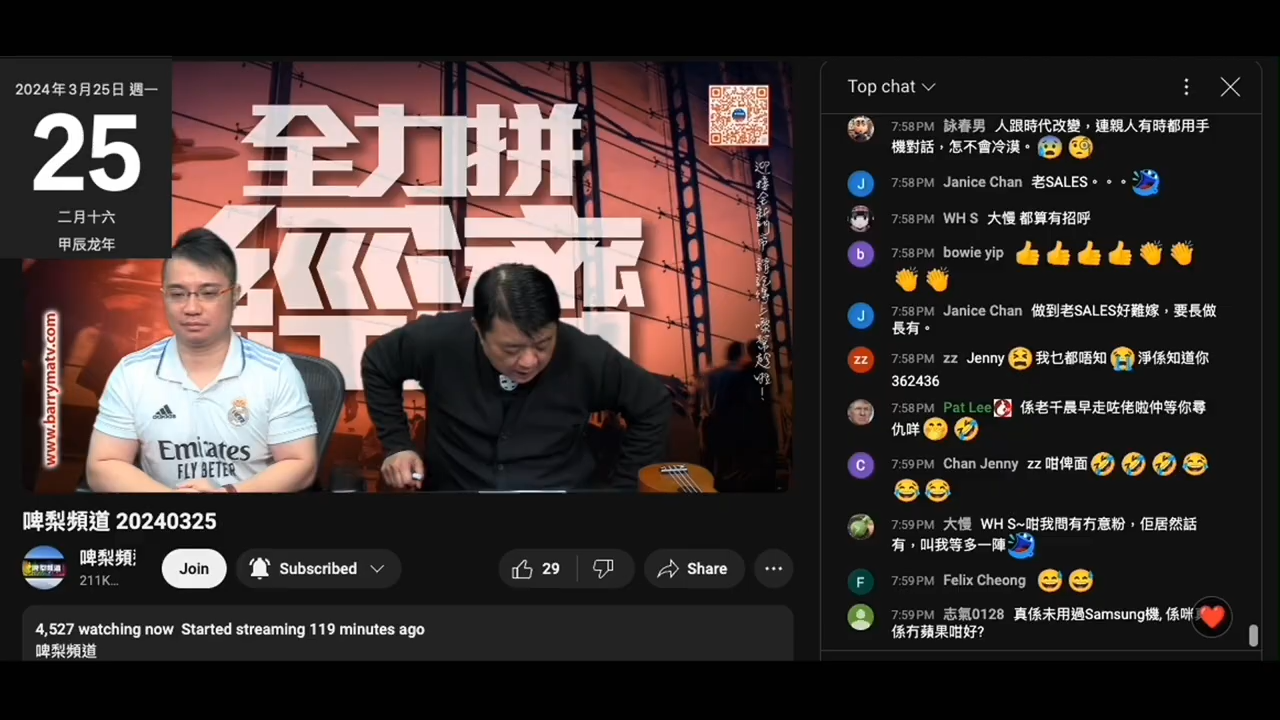 2024年3月25日 週一
25
二月十六
甲辰龙年
全力拼
經濟
www.barrymatv.com
adidas
Emirates
FLY BETTER
啤梨頻道 20240325
啤梨頻道
211K...
Join
Subscribed
29
Share
4,527 watching now Started streaming 119 minutes ago
啤梨頻道
Top chat
7:58 PM 詠春男 人跟時代改變，連親人有時都用手
機對話，怎不會冷漠。😰🧐
J 7:58 PM Janice Chan 老SALES。。。
7:58 PM WH S 大慢 都算有招呼
b 7:58 PM bowie yip 👍👍👍👍👏👏
👏👏
J 7:58 PM Janice Chan 做到老SALES好難嫁，要長做
長有。
zz 7:58 PM zz Jenny😫我乜都唔知😭淨係知道你
362436
7:58 PM Pat Lee 係老千晨早走咗佬啦仲等你尋
仇咩🤭🤣
C 7:59 PM Chan Jenny zz 咁俾面🤣🤣🤣😂
😂😂
7:59 PM 大慢 WH S~咁我問有冇意粉，佢居然話
有，叫我等多一陣
F 7:59 PM Felix Cheong 😅😅
7:59 PM 志氣0128 真係未用過Samsung機, 係咪真
係冇蘋果咁好?